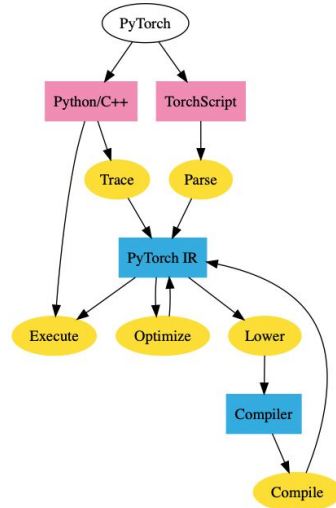 PyTorch
Python/C++
TorchScript
Trace
Parse
PyTorch IR
Execute
Optimize
Lower
Compiler
Compile